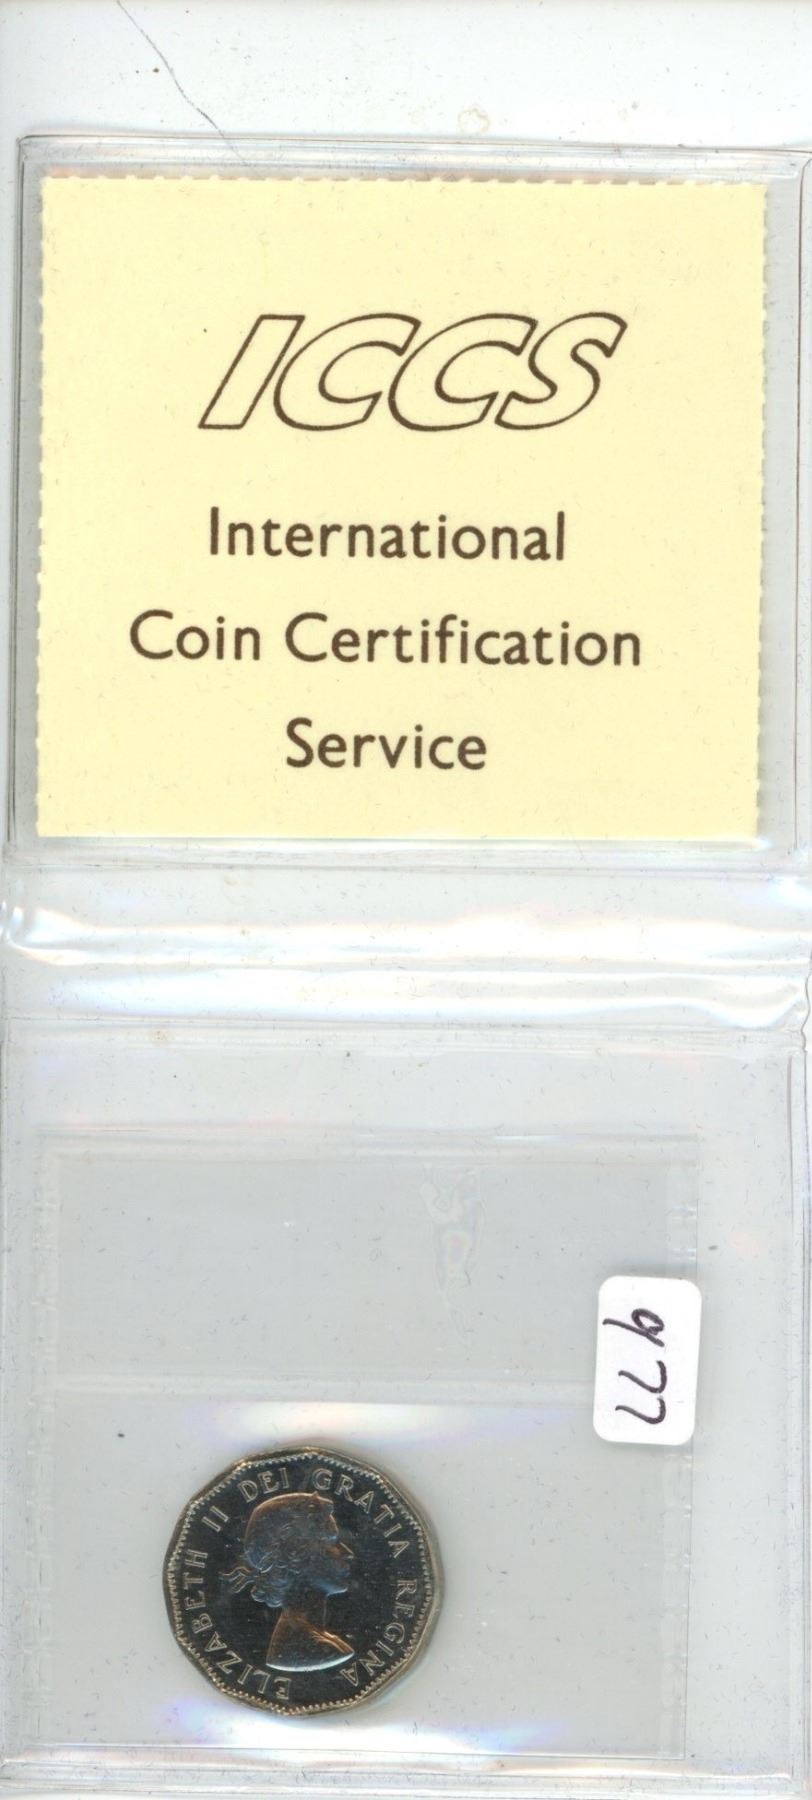 ICCS
International
Coin Certification
Service
977
ELIZABETH II DEI GRATIA REGINA